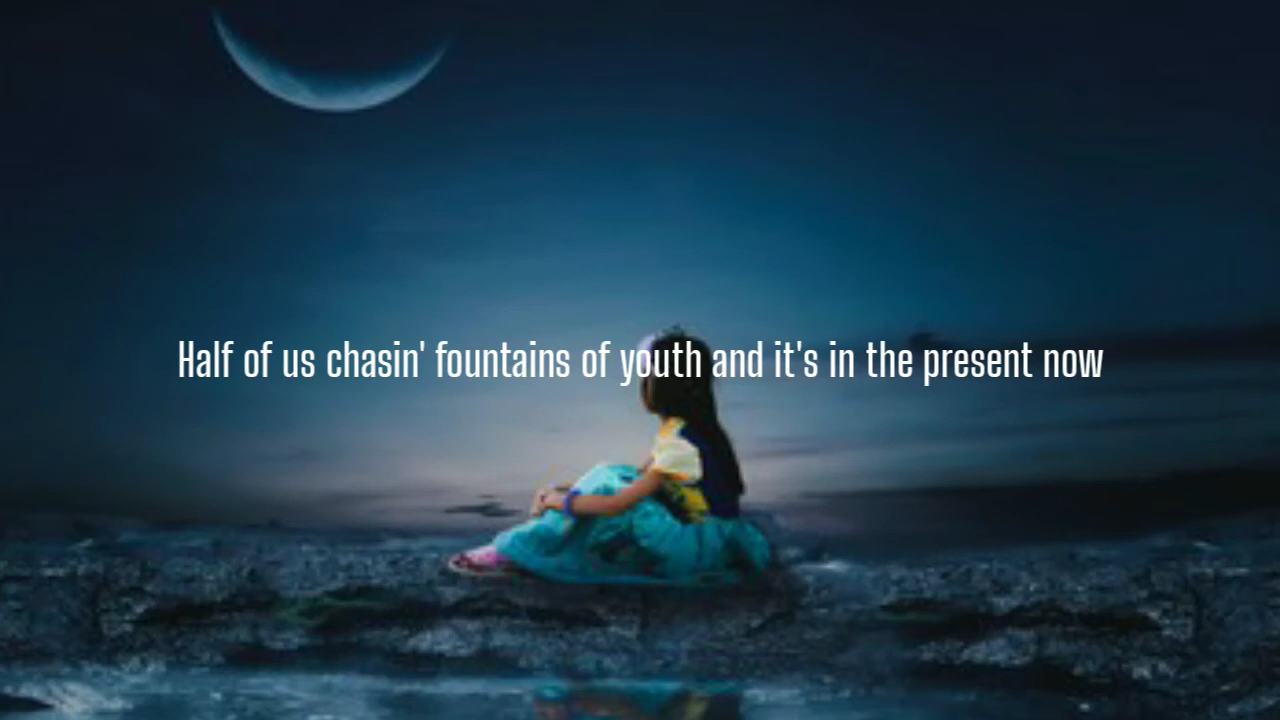 Half of us chasin' fountains of youth and it's in the present now